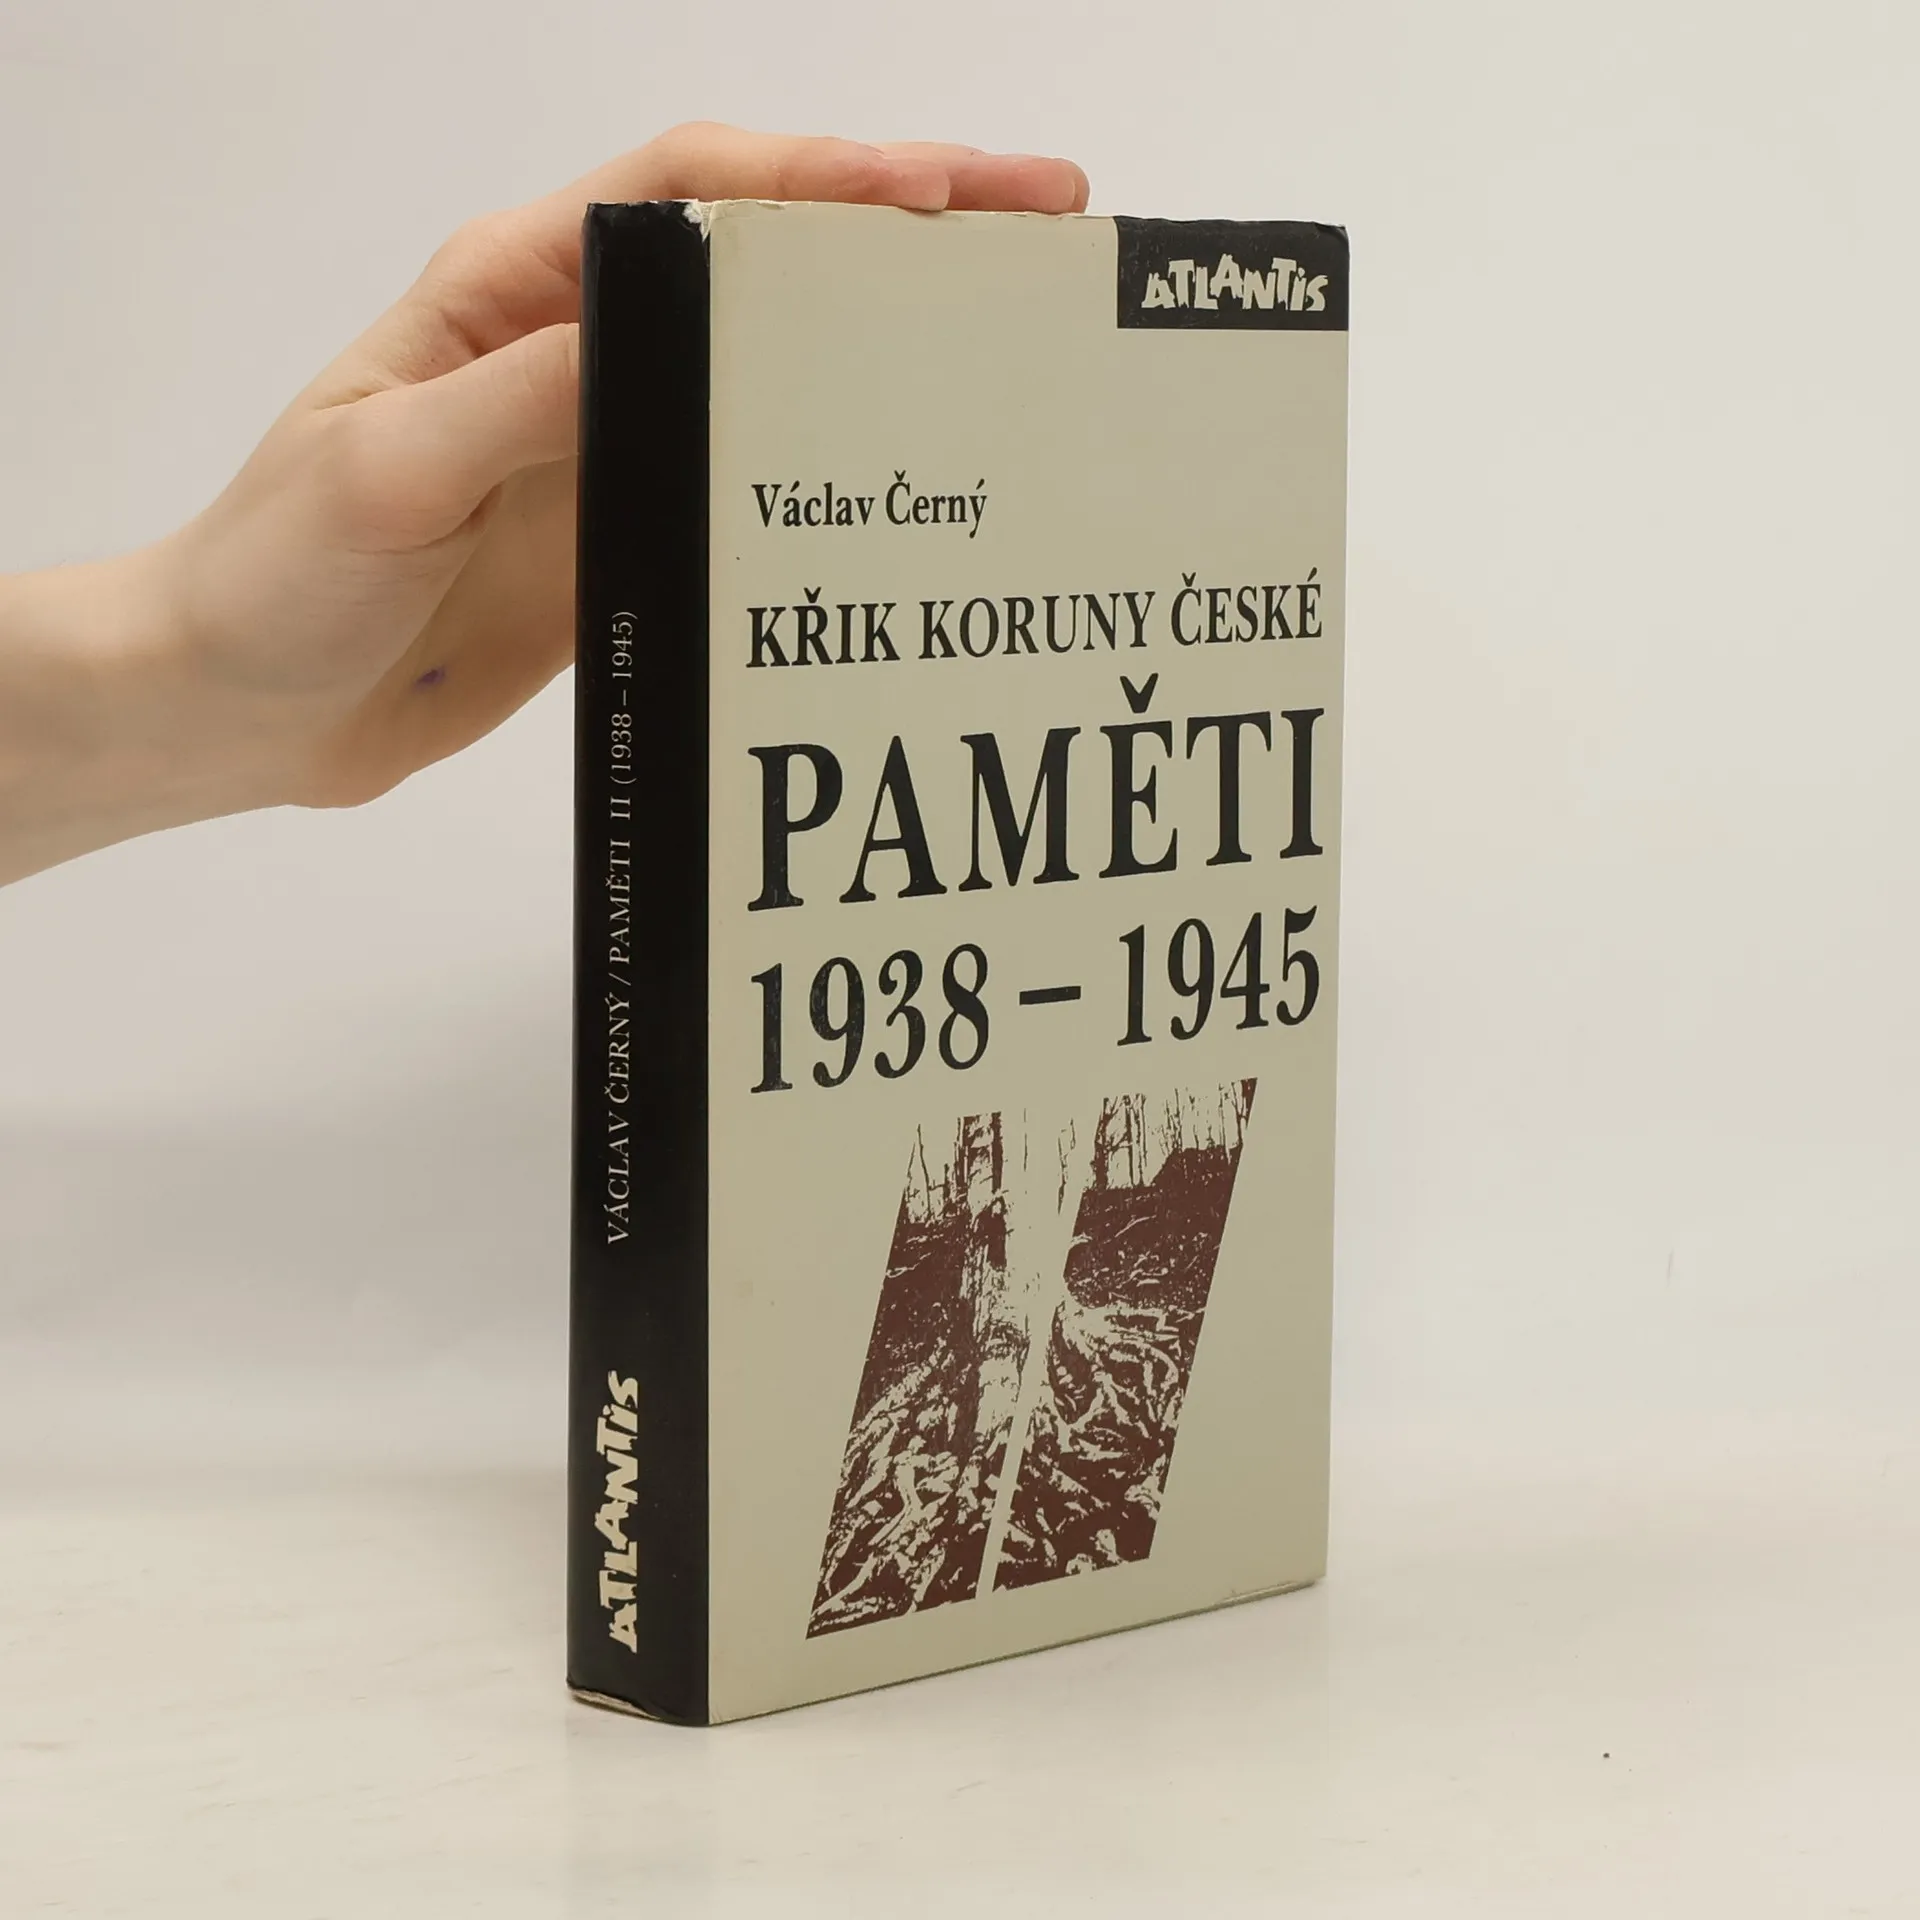 ATLANTIS
Václav Černý
KŘIK KORUNY ČESKÉ
PAMĚTI
1938 – 1945
VÁCLAV ČERNÝ / PAMĚTI II (1938 – 1945)
ATLANTIS